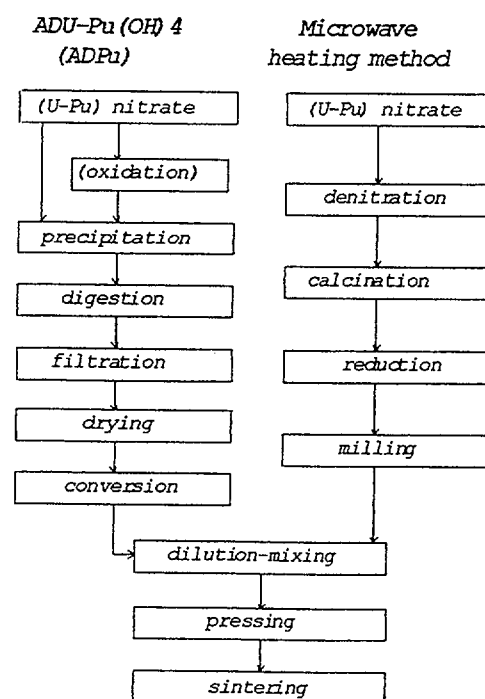 ADU-Pu(OH)4
(ADPu)
(U-Pu) nitrate
(oxidation)
precipitation
digestion
filtration
drying
conversion
Microwave
heating method
(U-Pu) nitrate
denitration
calcination
reduction
milling
dilution-mixing
pressing
sintering